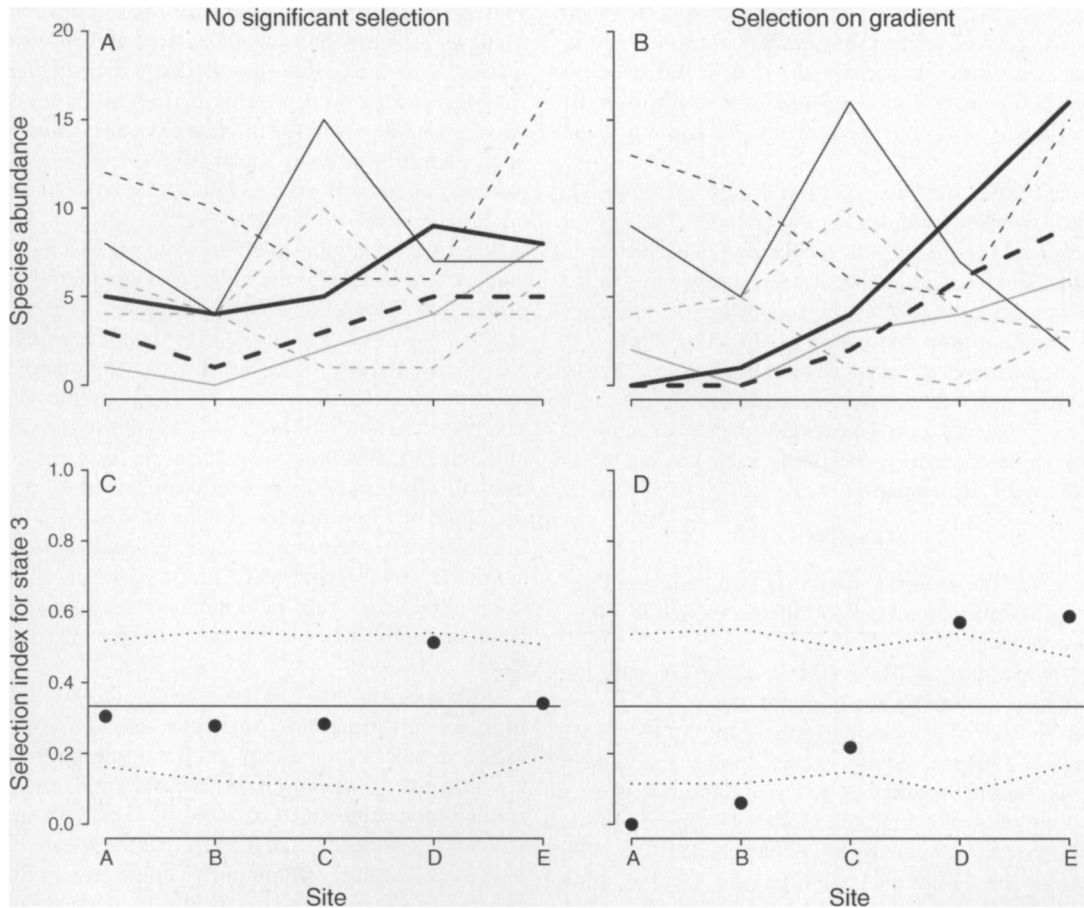 No significant selection
Selection on gradient
A
B
20
15
10
5
0
Species abundance
C
D
1.0
0.8
0.6
0.4
0.2
0.0
Selection index for state 3
A B C D E
A B C D E
Site
Site